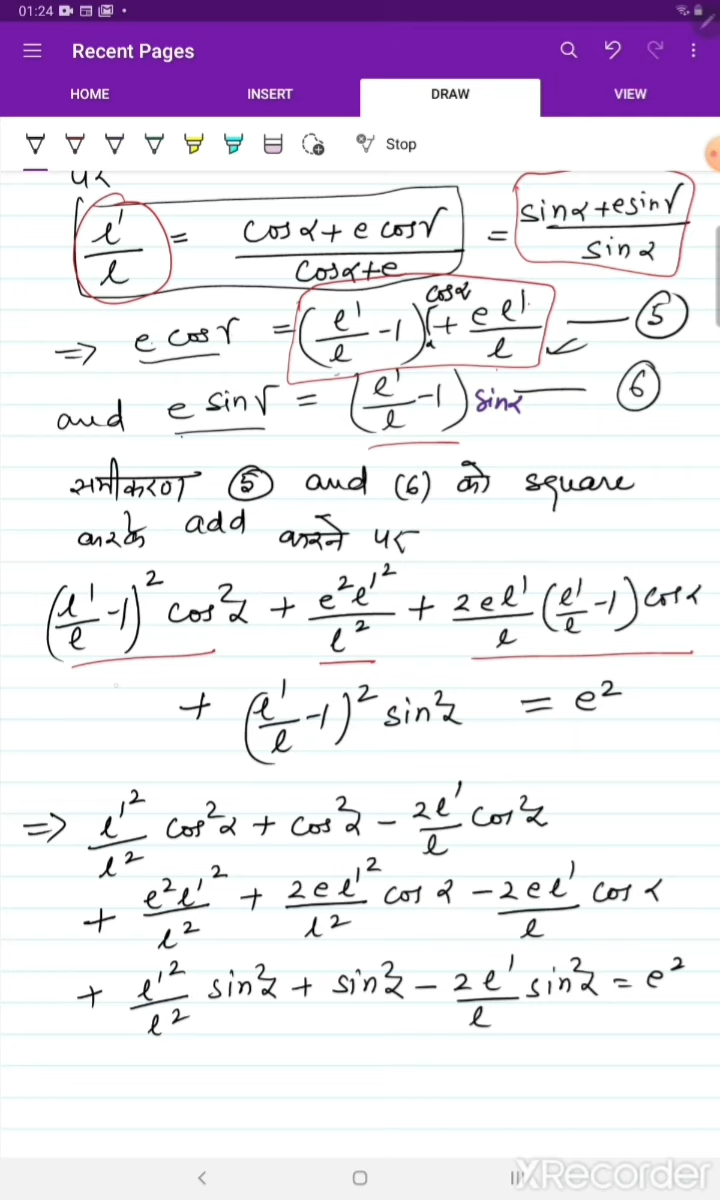 01:24
Recent Pages
HOME INSERT DRAW VIEW
Stop
पर
l'/l = (cosα + e cosγ)/(cosα + e) = (sinα + e sinγ)/sinα
⇒ e cosγ = (l'/l - 1) cosα + e l'/l — (5)
and e sinγ = (l'/l - 1) sinα — (6)
समीकरण (5) and (6) को square
करके add करने पर
(l'/l - 1)² cos²α + e²l'²/l² + 2el'/l (l'/l - 1) cosα
+ (l'/l - 1)² sin²α = e²
⇒ l'²/l² cos²α + cos²α - 2l'/l cos²α
+ e²l'²/l² + 2el'²/l² cosα - 2el'/l cosα
+ l'²/l² sin²α + sin²α - 2l'/l sin²α = e²
XRecorder